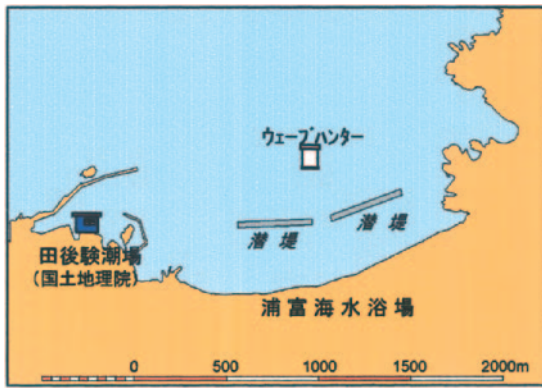 ウェーブハンター
潜堤
潜堤
田後験潮場
(国土地理院)
浦富海水浴場
0 500 1000 1500 2000m